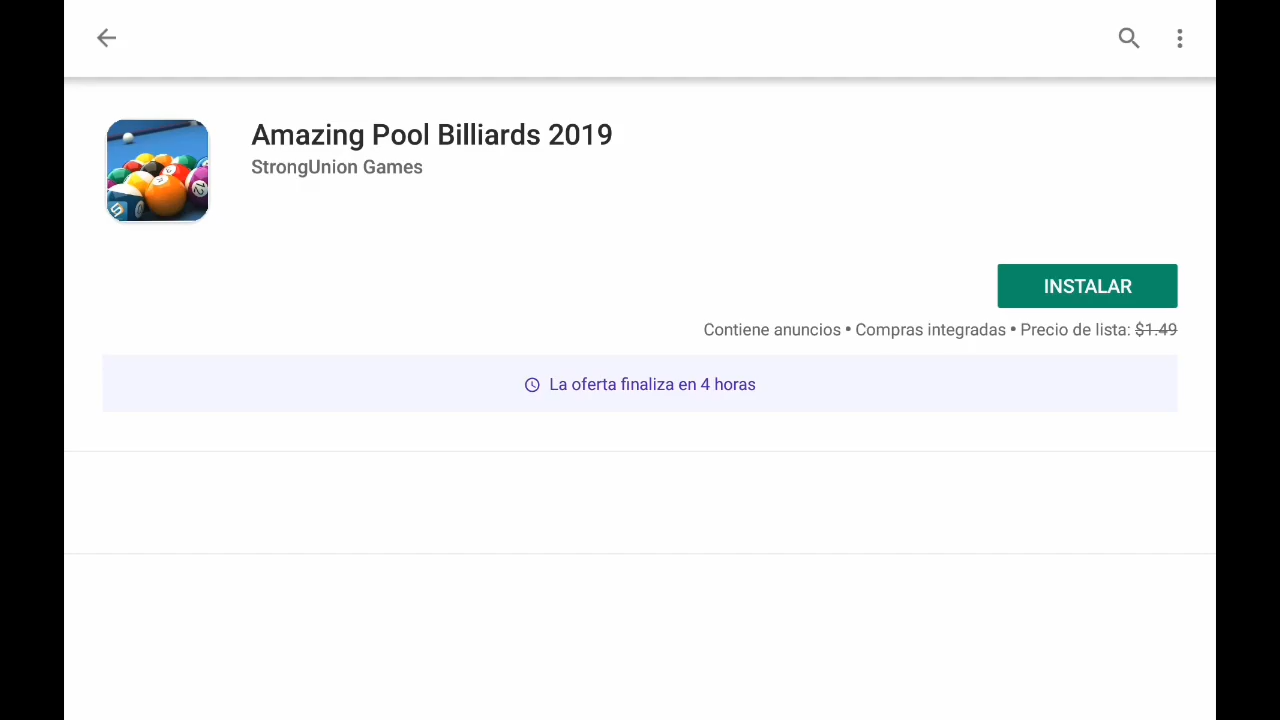 Amazing Pool Billiards 2019
StrongUnion Games
INSTALAR
Contiene anuncios • Compras integradas • Precio de lista: $1.49
La oferta finaliza en 4 horas